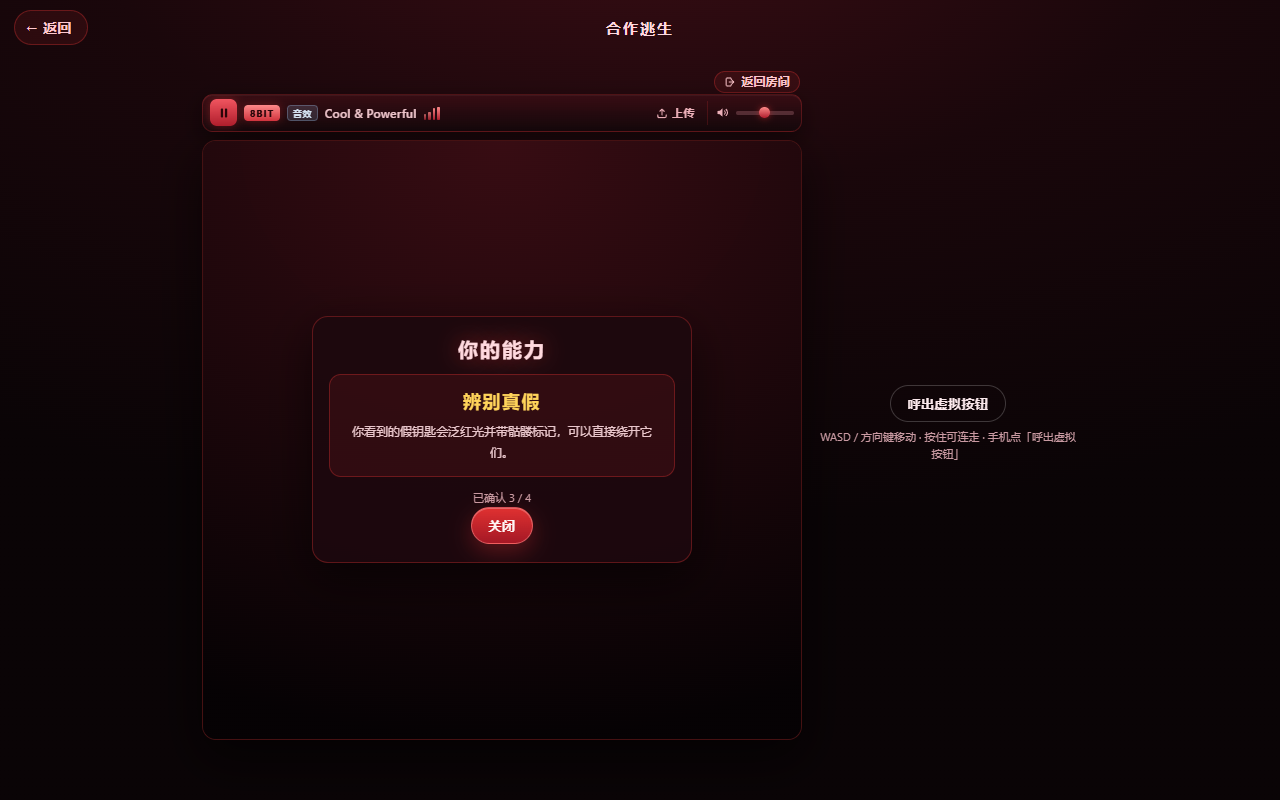 ← 返回
合作逃生
返回房间
8BIT 音效 Cool & Powerful 上传
你的能力
辨别真假
你看到的假钥匙会泛红光并带骷髅标记，可以直接绕开它
们。
已确认 3 / 4
关闭
呼出虚拟按钮
WASD / 方向键移动 · 按住可连走 · 手机点「呼出虚拟
按钮」